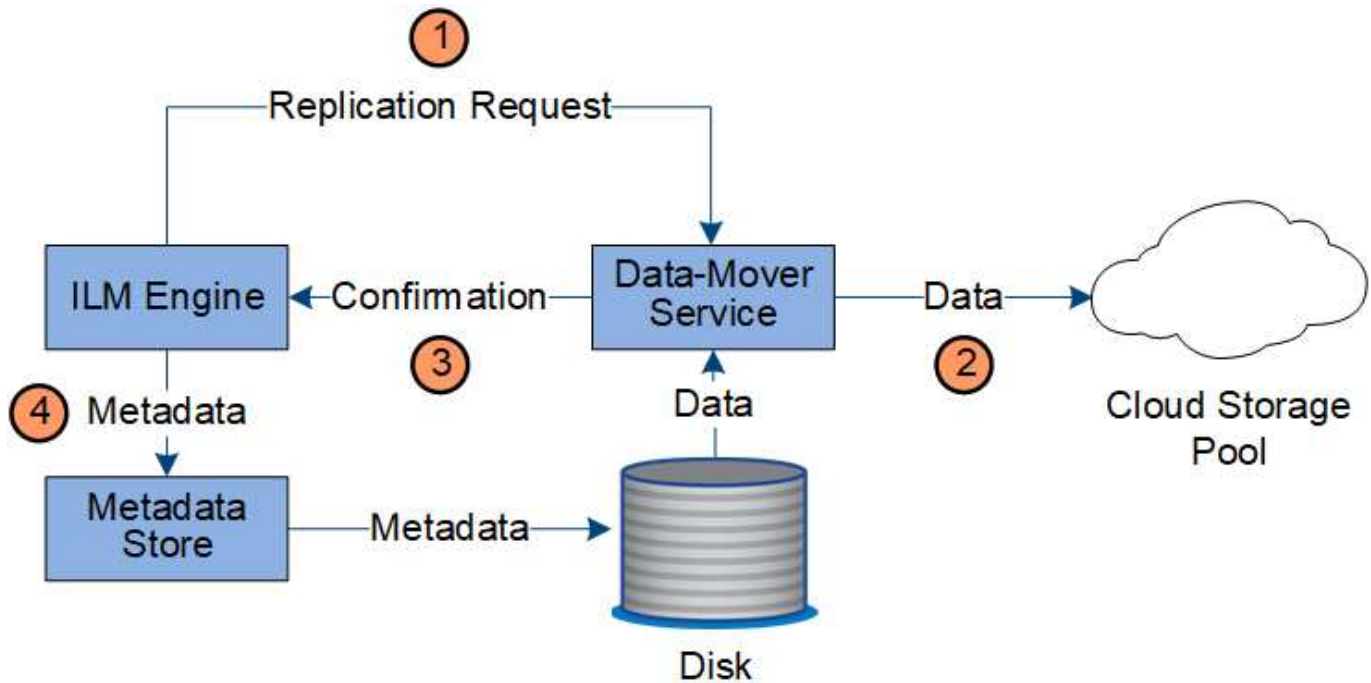 1
Replication Request
ILM Engine
Confirmation
Data-Mover
Service
Data
3
2
4
Metadata
Data
Cloud Storage
Pool
Metadata
Store
Metadata
Disk